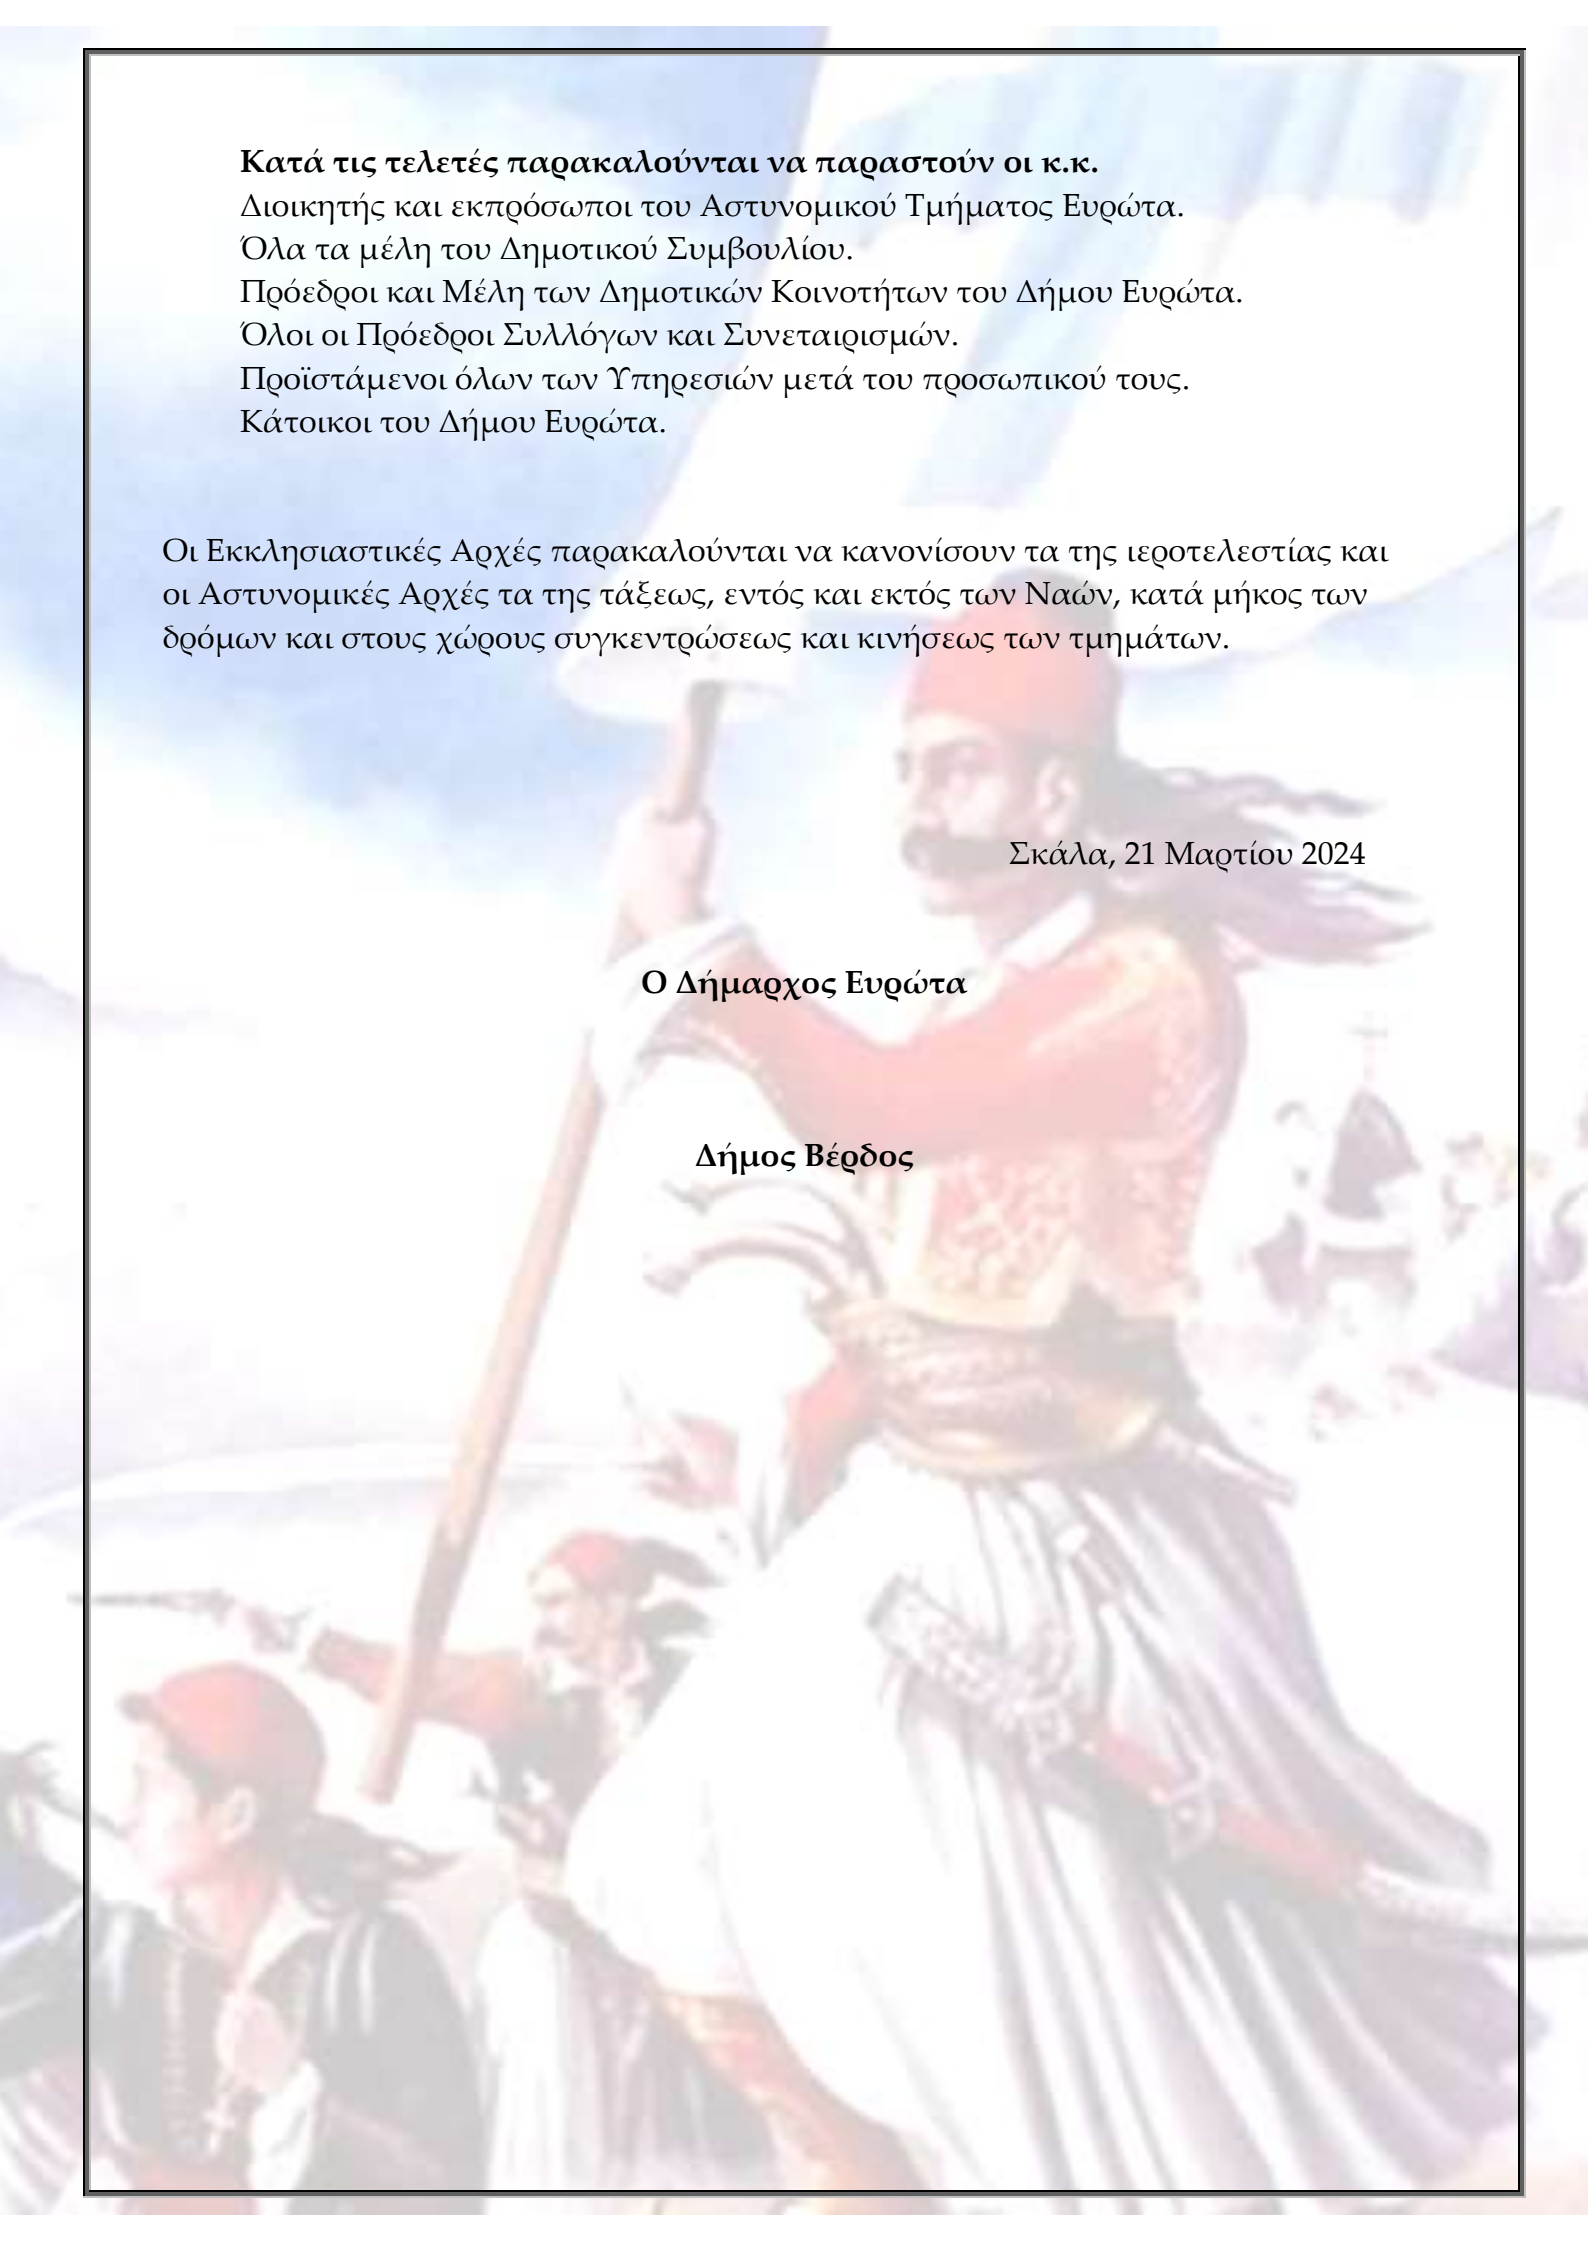 Κατά τις τελετές παρακαλούνται να παραστούν οι κ.κ.
Διοικητής και εκπρόσωποι του Αστυνομικού Τμήματος Ευρώτα.
Όλα τα μέλη του Δημοτικού Συμβουλίου.
Πρόεδροι και Μέλη των Δημοτικών Κοινοτήτων του Δήμου Ευρώτα.
Όλοι οι Πρόεδροι Συλλόγων και Συνεταιρισμών.
Προϊστάμενοι όλων των Υπηρεσιών μετά του προσωπικού τους.
Κάτοικοι του Δήμου Ευρώτα.
Οι Εκκλησιαστικές Αρχές παρακαλούνται να κανονίσουν τα της ιεροτελεστίας και
οι Αστυνομικές Αρχές τα της τάξεως, εντός και εκτός των Ναών, κατά μήκος των
δρόμων και στους χώρους συγκεντρώσεως και κινήσεως των τμημάτων.
Σκάλα, 21 Μαρτίου 2024
Ο Δήμαρχος Ευρώτα
Δήμος Βέρδος